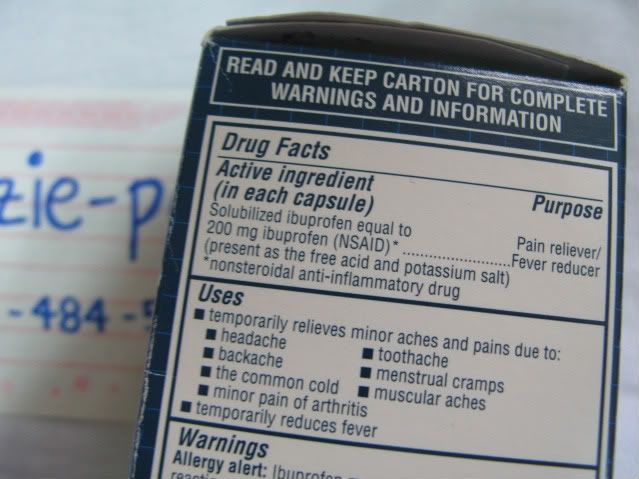 READ AND KEEP CARTON FOR COMPLETE
WARNINGS AND INFORMATION
Drug Facts
Active ingredient
(in each capsule) Purpose
Solubilized ibuprofen equal to
200 mg ibuprofen (NSAID)* ........................ Pain reliever/
(present as the free acid and potassium salt) Fever reducer
*nonsteroidal anti-inflammatory drug
Uses
■ temporarily relieves minor aches and pains due to:
■ headache ■ toothache
■ backache ■ menstrual cramps
■ the common cold ■ muscular aches
■ minor pain of arthritis
■ temporarily reduces fever
Warnings
Allergy alert: Ibuprofen
zie-p
-484-